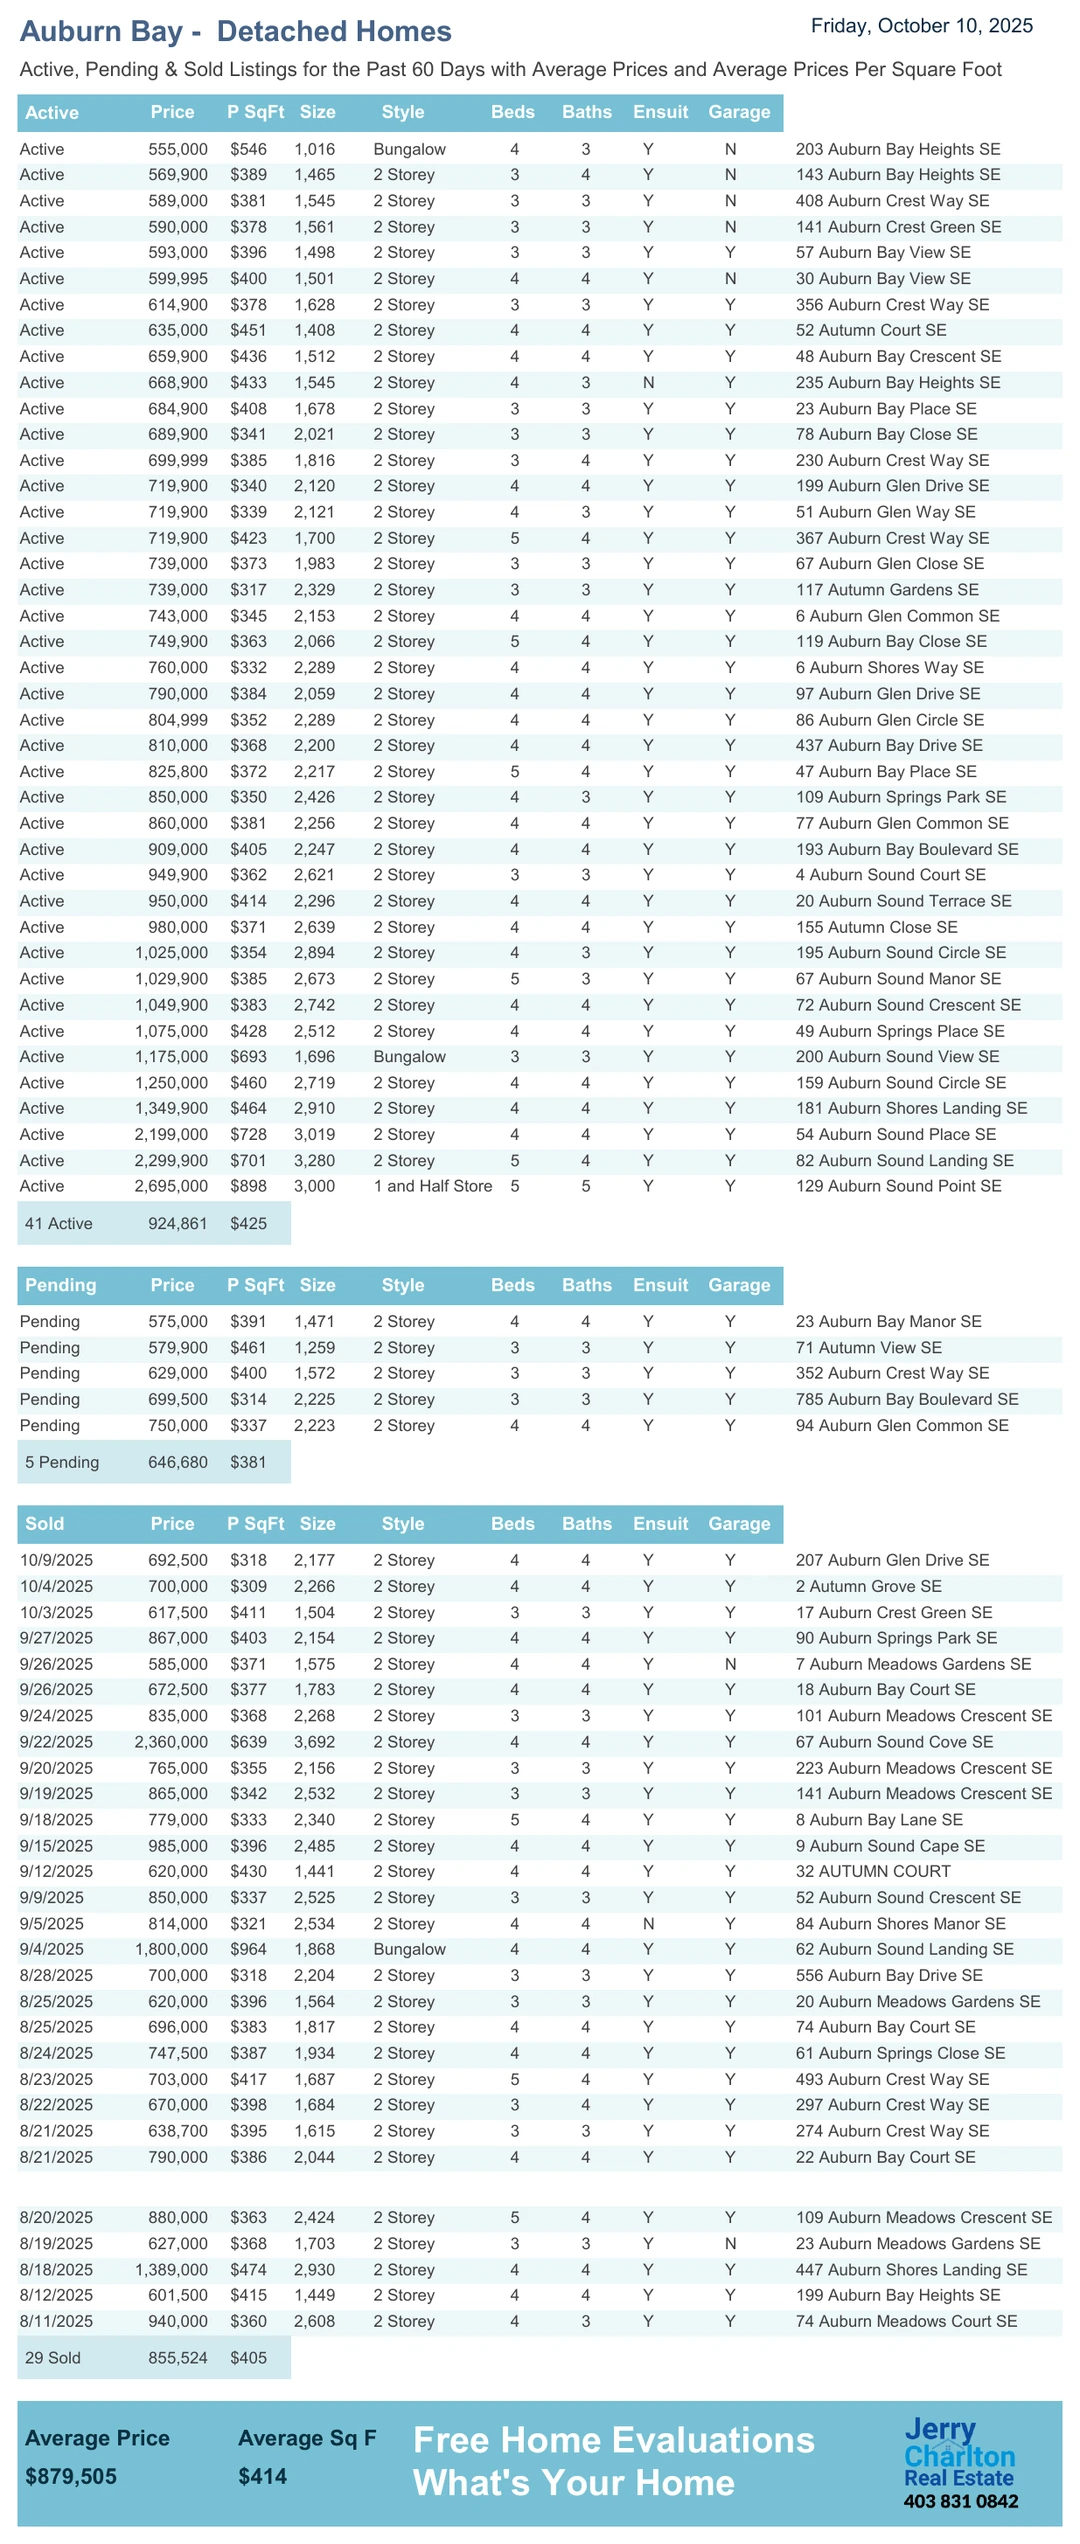 Auburn Bay - Detached Homes
Friday, October 10, 2025
Active, Pending & Sold Listings for the Past 60 Days with Average Prices and Average Prices Per Square Foot
Active Price P SqFt Size Style Beds Baths Ensuit Garage
Active 555,000 $546 1,016 Bungalow 4 3 Y N 203 Auburn Bay Heights SE
Active 569,900 $389 1,465 2 Storey 3 4 Y N 143 Auburn Bay Heights SE
Active 589,000 $381 1,545 2 Storey 3 3 Y N 408 Auburn Crest Way SE
Active 590,000 $378 1,561 2 Storey 3 3 Y N 141 Auburn Crest Green SE
Active 593,000 $396 1,498 2 Storey 3 3 Y Y 57 Auburn Bay View SE
Active 599,995 $400 1,501 2 Storey 4 4 Y N 30 Auburn Bay View SE
Active 614,900 $378 1,628 2 Storey 3 3 Y Y 356 Auburn Crest Way SE
Active 635,000 $451 1,408 2 Storey 4 4 Y Y 52 Autumn Court SE
Active 659,900 $436 1,512 2 Storey 4 4 Y Y 48 Auburn Bay Crescent SE
Active 668,900 $433 1,545 2 Storey 4 3 N Y 235 Auburn Bay Heights SE
Active 684,900 $408 1,678 2 Storey 3 3 Y Y 23 Auburn Bay Place SE
Active 689,900 $341 2,021 2 Storey 3 3 Y Y 78 Auburn Bay Close SE
Active 699,999 $385 1,816 2 Storey 3 4 Y Y 230 Auburn Crest Way SE
Active 719,900 $340 2,120 2 Storey 4 4 Y Y 199 Auburn Glen Drive SE
Active 719,900 $339 2,121 2 Storey 4 3 Y Y 51 Auburn Glen Way SE
Active 719,900 $423 1,700 2 Storey 5 4 Y Y 367 Auburn Crest Way SE
Active 739,000 $373 1,983 2 Storey 3 3 Y Y 67 Auburn Glen Close SE
Active 739,000 $317 2,329 2 Storey 3 3 Y Y 117 Autumn Gardens SE
Active 743,000 $345 2,153 2 Storey 4 4 Y Y 6 Auburn Glen Common SE
Active 749,900 $363 2,066 2 Storey 5 4 Y Y 119 Auburn Bay Close SE
Active 760,000 $332 2,289 2 Storey 4 4 Y Y 6 Auburn Shores Way SE
Active 790,000 $384 2,059 2 Storey 4 4 Y Y 97 Auburn Glen Drive SE
Active 804,999 $352 2,289 2 Storey 4 4 Y Y 86 Auburn Glen Circle SE
Active 810,000 $368 2,200 2 Storey 4 4 Y Y 437 Auburn Bay Drive SE
Active 825,800 $372 2,217 2 Storey 5 4 Y Y 47 Auburn Bay Place SE
Active 850,000 $350 2,426 2 Storey 4 3 Y Y 109 Auburn Springs Park SE
Active 860,000 $381 2,256 2 Storey 4 4 Y Y 77 Auburn Glen Common SE
Active 909,000 $405 2,247 2 Storey 4 4 Y Y 193 Auburn Bay Boulevard SE
Active 949,900 $362 2,621 2 Storey 3 3 Y Y 4 Auburn Sound Court SE
Active 950,000 $414 2,296 2 Storey 4 4 Y Y 20 Auburn Sound Terrace SE
Active 980,000 $371 2,639 2 Storey 4 4 Y Y 155 Autumn Close SE
Active 1,025,000 $354 2,894 2 Storey 4 3 Y Y 195 Auburn Sound Circle SE
Active 1,029,900 $385 2,673 2 Storey 5 3 Y Y 67 Auburn Sound Manor SE
Active 1,049,900 $383 2,742 2 Storey 4 4 Y Y 72 Auburn Sound Crescent SE
Active 1,075,000 $428 2,512 2 Storey 4 4 Y Y 49 Auburn Springs Place SE
Active 1,175,000 $693 1,696 Bungalow 3 3 Y Y 200 Auburn Sound View SE
Active 1,250,000 $460 2,719 2 Storey 4 4 Y Y 159 Auburn Sound Circle SE
Active 1,349,900 $464 2,910 2 Storey 4 4 Y Y 181 Auburn Shores Landing SE
Active 2,199,000 $728 3,019 2 Storey 4 4 Y Y 54 Auburn Sound Place SE
Active 2,299,900 $701 3,280 2 Storey 5 4 Y Y 82 Auburn Sound Landing SE
Active 2,695,000 $898 3,000 1 and Half Store 5 5 Y Y 129 Auburn Sound Point SE
41 Active 924,861 $425
Pending Price P SqFt Size Style Beds Baths Ensuit Garage
Pending 575,000 $391 1,471 2 Storey 4 4 Y Y 23 Auburn Bay Manor SE
Pending 579,900 $461 1,259 2 Storey 3 3 Y Y 71 Autumn View SE
Pending 629,000 $400 1,572 2 Storey 3 3 Y Y 352 Auburn Crest Way SE
Pending 699,500 $314 2,225 2 Storey 3 3 Y Y 785 Auburn Bay Boulevard SE
Pending 750,000 $337 2,223 2 Storey 4 4 Y Y 94 Auburn Glen Common SE
5 Pending 646,680 $381
Sold Price P SqFt Size Style Beds Baths Ensuit Garage
10/9/2025 692,500 $318 2,177 2 Storey 4 4 Y Y 207 Auburn Glen Drive SE
10/4/2025 700,000 $309 2,266 2 Storey 4 4 Y Y 2 Autumn Grove SE
10/3/2025 617,500 $411 1,504 2 Storey 3 3 Y Y 17 Auburn Crest Green SE
9/27/2025 867,000 $403 2,154 2 Storey 4 4 Y Y 90 Auburn Springs Park SE
9/26/2025 585,000 $371 1,575 2 Storey 4 4 Y N 7 Auburn Meadows Gardens SE
9/26/2025 672,500 $377 1,783 2 Storey 4 4 Y Y 18 Auburn Bay Court SE
9/24/2025 835,000 $368 2,268 2 Storey 3 3 Y Y 101 Auburn Meadows Crescent SE
9/22/2025 2,360,000 $639 3,692 2 Storey 4 4 Y Y 67 Auburn Sound Cove SE
9/20/2025 765,000 $355 2,156 2 Storey 3 3 Y Y 223 Auburn Meadows Crescent SE
9/19/2025 865,000 $342 2,532 2 Storey 3 3 Y Y 141 Auburn Meadows Crescent SE
9/18/2025 779,000 $333 2,340 2 Storey 5 4 Y Y 8 Auburn Bay Lane SE
9/15/2025 985,000 $396 2,485 2 Storey 4 4 Y Y 9 Auburn Sound Cape SE
9/12/2025 620,000 $430 1,441 2 Storey 4 4 Y Y 32 AUTUMN COURT
9/9/2025 850,000 $337 2,525 2 Storey 3 3 Y Y 52 Auburn Sound Crescent SE
9/5/2025 814,000 $321 2,534 2 Storey 4 4 N Y 84 Auburn Shores Manor SE
9/4/2025 1,800,000 $964 1,868 Bungalow 4 4 Y Y 62 Auburn Sound Landing SE
8/28/2025 700,000 $318 2,204 2 Storey 3 3 Y Y 556 Auburn Bay Drive SE
8/25/2025 620,000 $396 1,564 2 Storey 3 3 Y Y 20 Auburn Meadows Gardens SE
8/25/2025 696,000 $383 1,817 2 Storey 4 4 Y Y 74 Auburn Bay Court SE
8/24/2025 747,500 $387 1,934 2 Storey 4 4 Y Y 61 Auburn Springs Close SE
8/23/2025 703,000 $417 1,687 2 Storey 5 4 Y Y 493 Auburn Crest Way SE
8/22/2025 670,000 $398 1,684 2 Storey 3 4 Y Y 297 Auburn Crest Way SE
8/21/2025 638,700 $395 1,615 2 Storey 3 3 Y Y 274 Auburn Crest Way SE
8/21/2025 790,000 $386 2,044 2 Storey 4 4 Y Y 22 Auburn Bay Court SE
8/20/2025 880,000 $363 2,424 2 Storey 5 4 Y Y 109 Auburn Meadows Crescent SE
8/19/2025 627,000 $368 1,703 2 Storey 3 3 Y N 23 Auburn Meadows Gardens SE
8/18/2025 1,389,000 $474 2,930 2 Storey 4 4 Y Y 447 Auburn Shores Landing SE
8/12/2025 601,500 $415 1,449 2 Storey 4 4 Y Y 199 Auburn Bay Heights SE
8/11/2025 940,000 $360 2,608 2 Storey 4 3 Y Y 74 Auburn Meadows Court SE
29 Sold 855,524 $405
Average Price Average Sq F
$879,505 $414
Free Home Evaluations
What's Your Home
Jerry
Charlton
Real Estate
403 831 0842